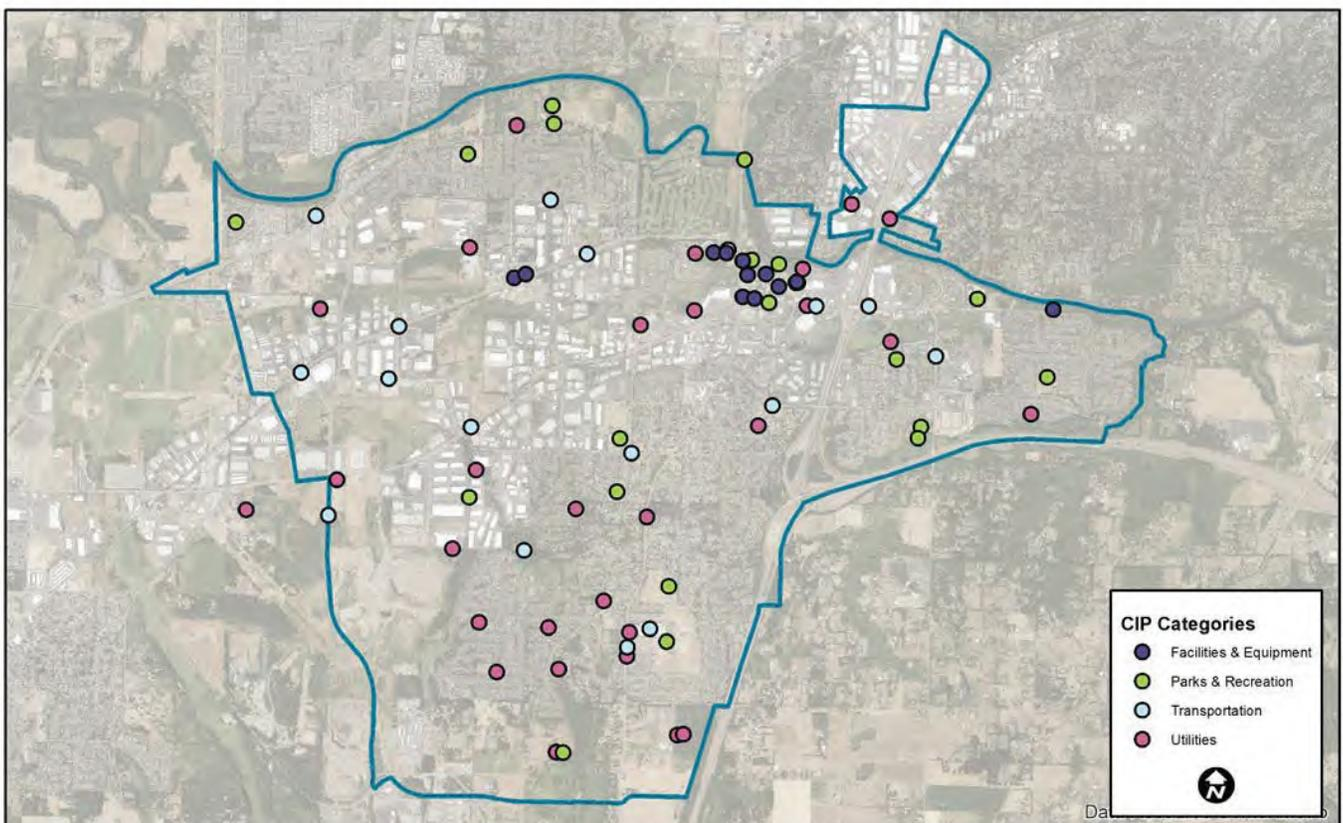 CIP Categories
Facilities & Equipment
Parks & Recreation
Transportation
Utilities
N